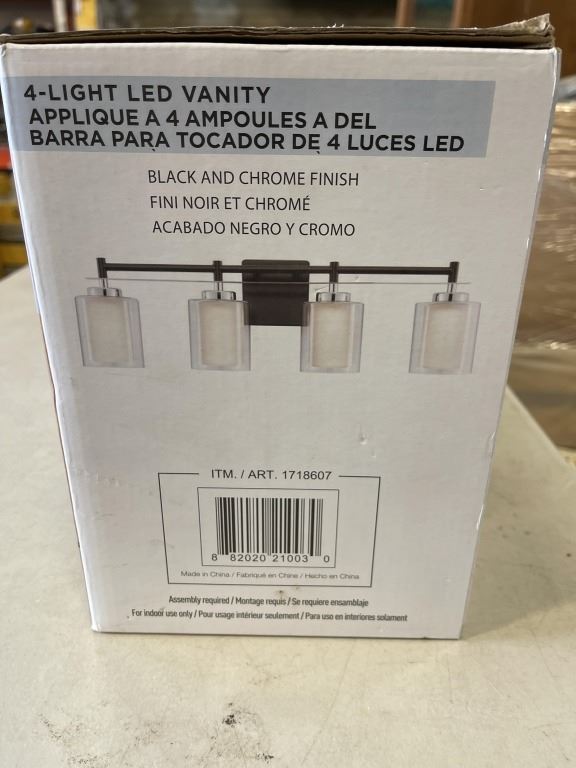 4-LIGHT LED VANITY
APPLIQUE A 4 AMPOULES A DEL
BARRA PARA TOCADOR DE 4 LUCES LED
BLACK AND CHROME FINISH
FINI NOIR ET CHROMÉ
ACABADO NEGRO Y CROMO
ITM. / ART. 1718607
8 82020 21003 0
Made in China / Fabriqué en Chine / Hecho en China
Assembly required / Montage requis / Se requiere ensamblaje
For indoor use only / Pour usage intérieur seulement / Para uso en interiores solament